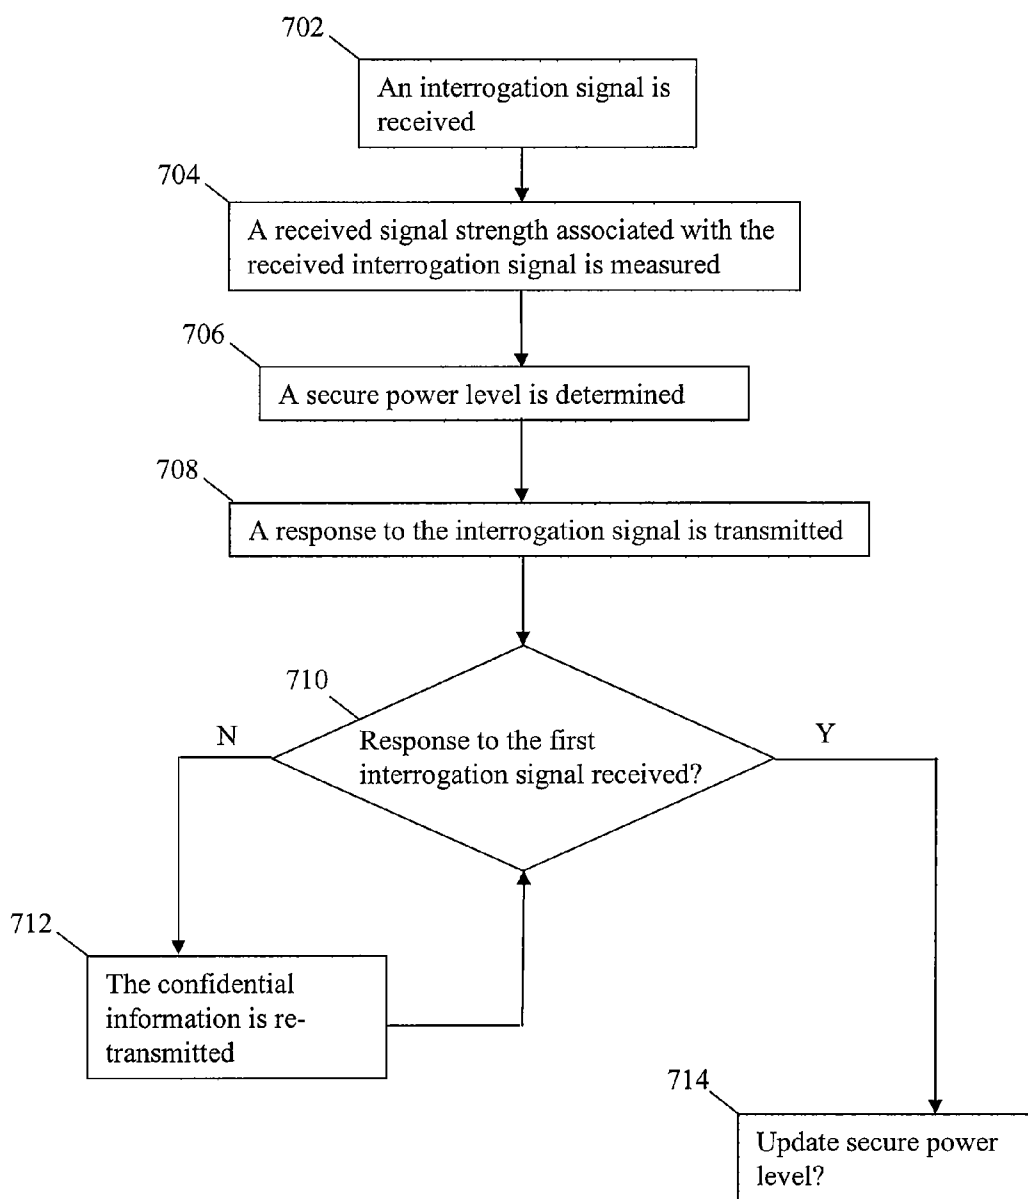 702
An interrogation signal is
received
704
A received signal strength associated with the
received interrogation signal is measured
706
A secure power level is determined
708
A response to the interrogation signal is transmitted
710
N
Y
Response to the first
interrogation signal received?
712
The confidential
information is re-
transmitted
714
Update secure power
level?